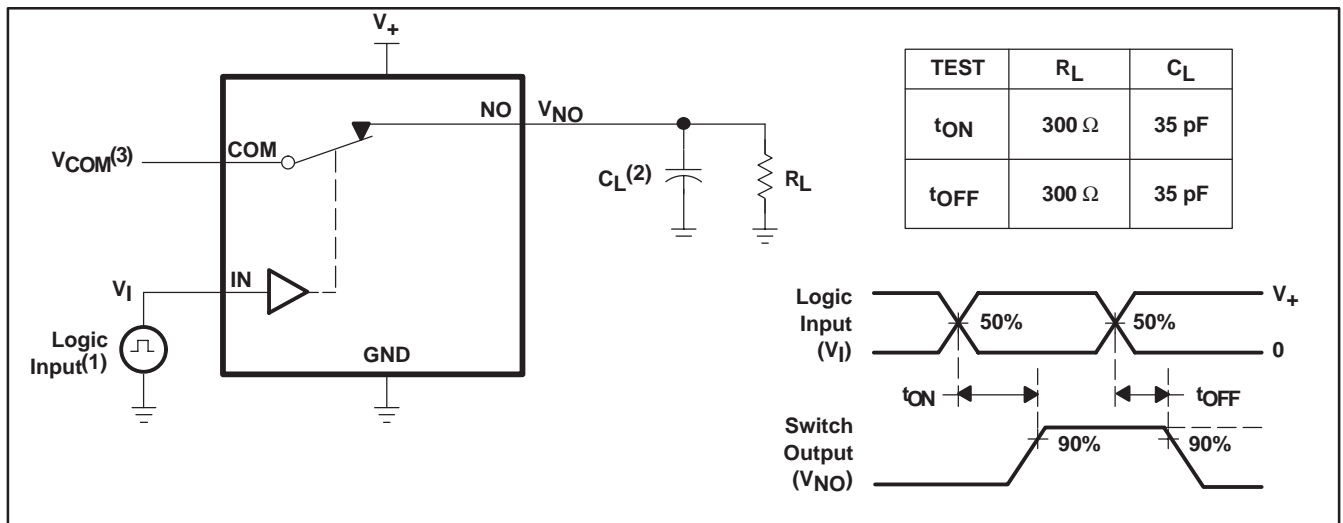 V+
NO
VNO
COM
VCOM(3)
CL(2)
RL
VI
IN
Logic
Input(1)
GND
TEST RL CL
tON 300 Ω 35 pF
tOFF 300 Ω 35 pF
Logic
Input
(VI)
50%
50%
V+
0
tON
tOFF
Switch
Output
(VNO)
90%
90%